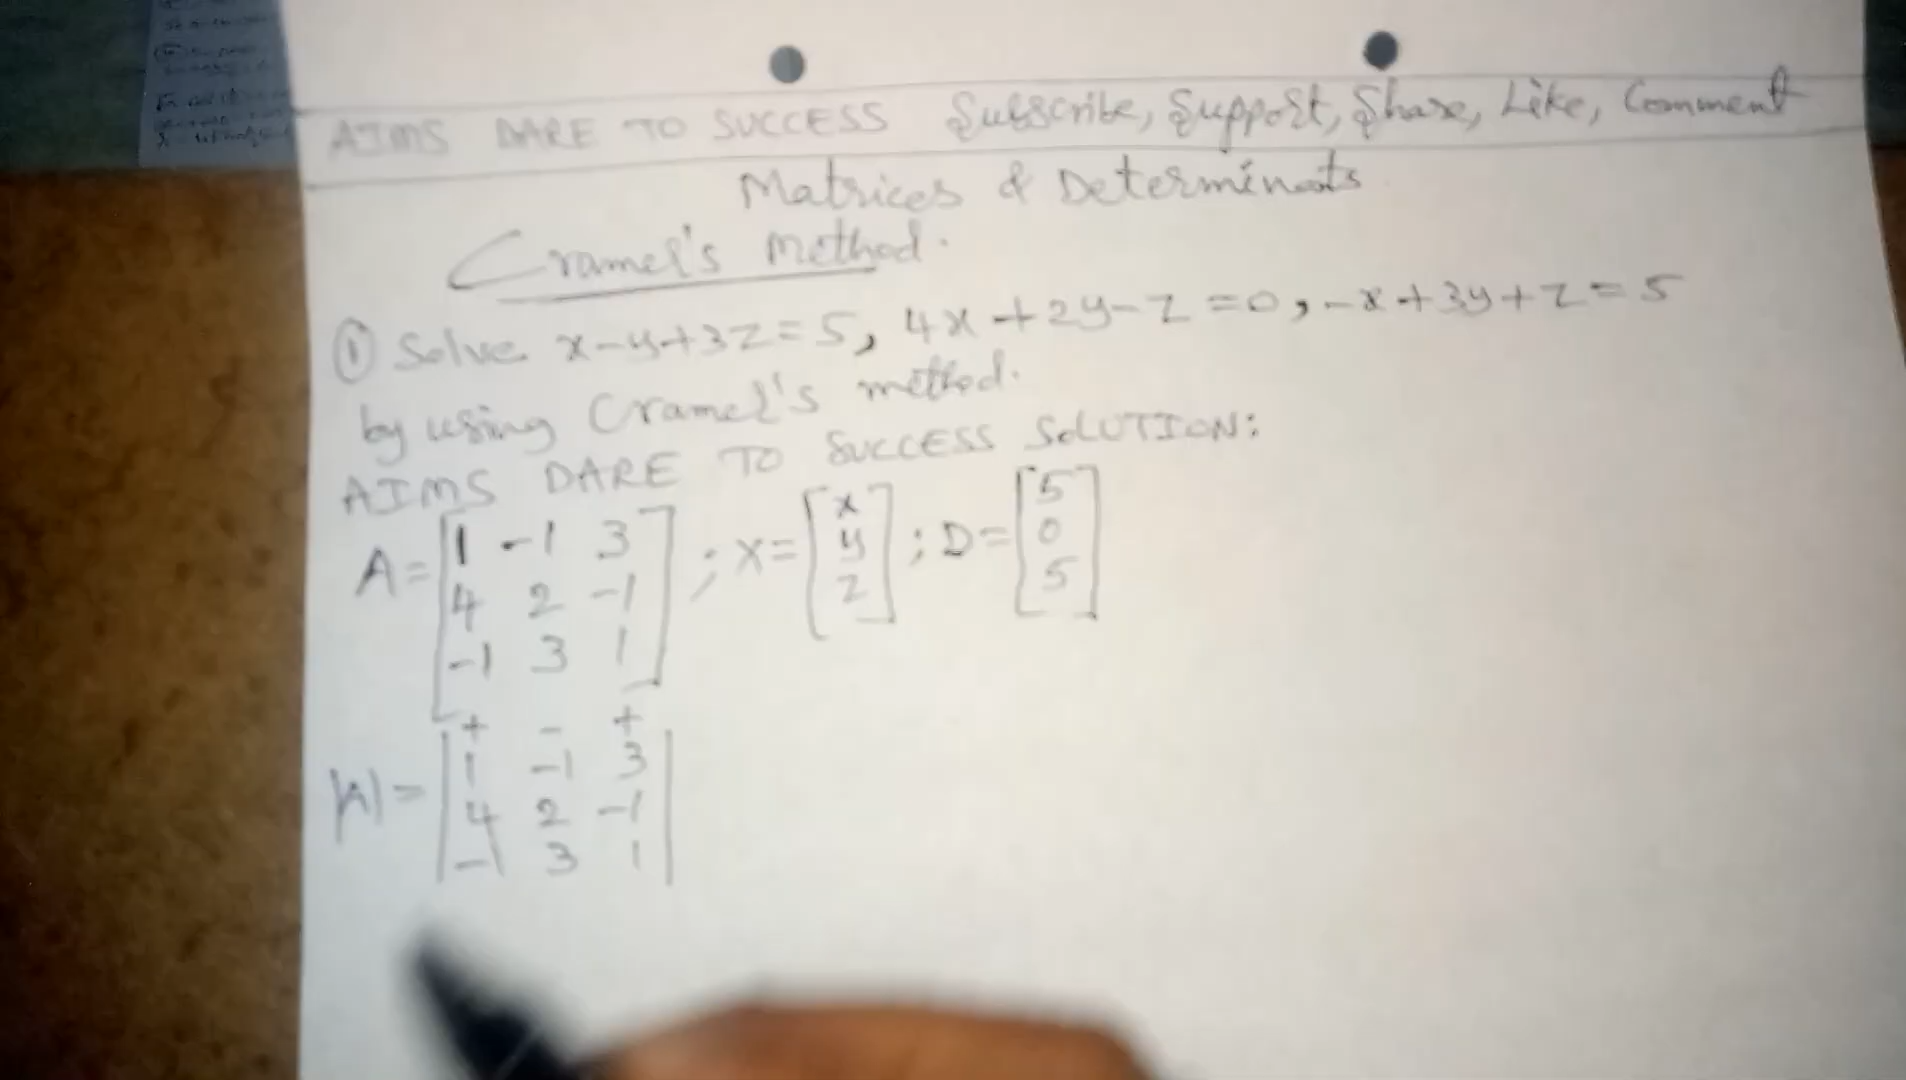 AIMS DARE TO SUCCESS Subscribe, Support, Share, Like, Comment
Matrices & Determinants
Cramer's Method.
① Solve x-y+3z=5, 4x+2y-z=0, -x+3y+z=5
by using Cramer's method.
AIMS DARE TO SUCCESS SOLUTION:
A=[1 -1 3; X=[x; D=[5
4 2 -1 y 0
-1 3 1] z] 5]
+ - +
|A|=|1 -1 3|
4 2 -1
-1 3 1